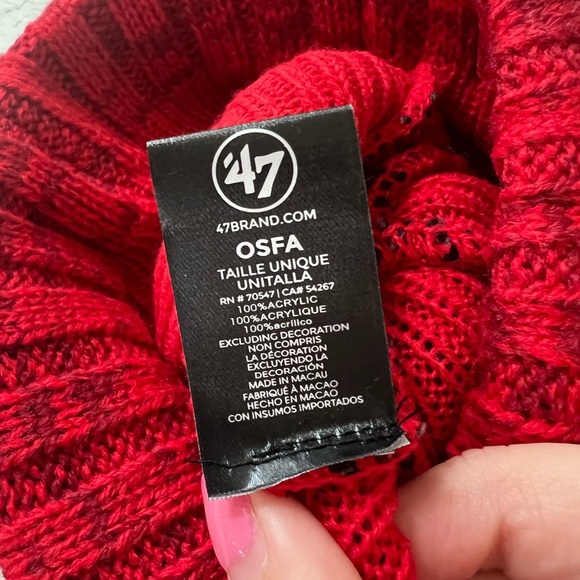 '47
47BRAND.COM
OSFA
TAILLE UNIQUE
UNITALLA
RN # 70547 | CA# 54267
100%ACRYLIC
100%ACRYLIQUE
100%acrílico
EXCLUDING DECORATION
NON COMPRIS
LA DÉCORATION
EXCLUYENDO LA
DECORACIÓN
MADE IN MACAU
FABRIQUÉ À MACAO
HECHO EN MACAO
CON INSUMOS IMPORTADOS